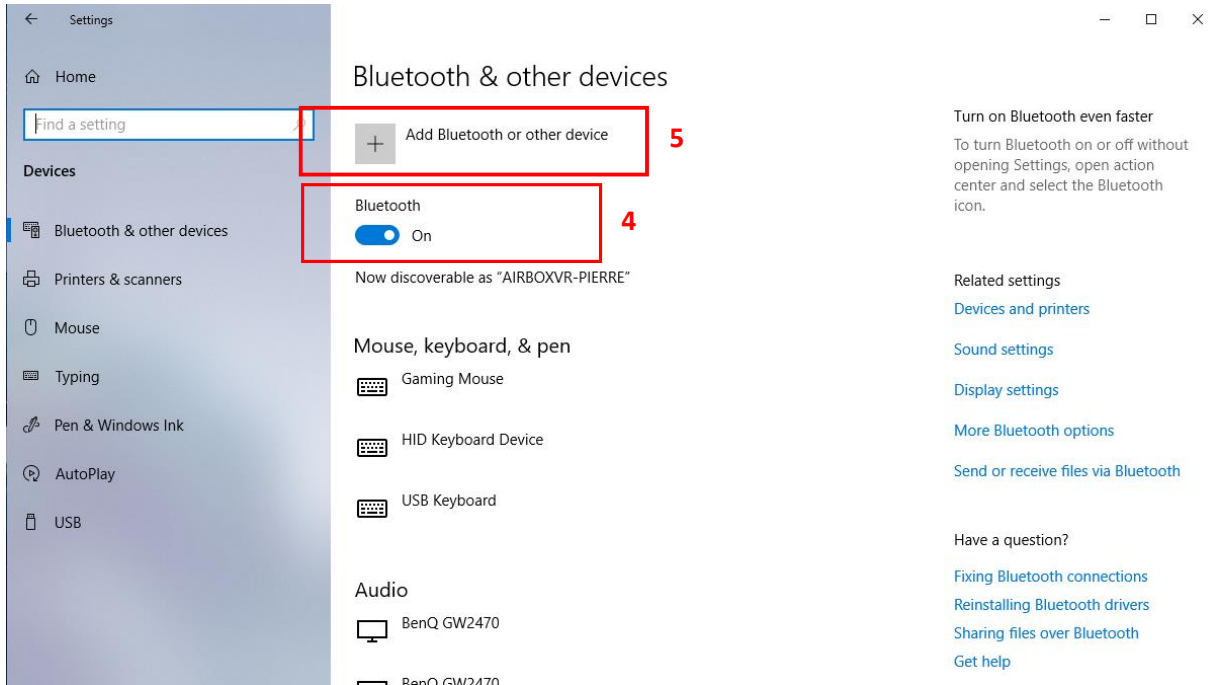 Settings
Home
Find a setting
Devices
Bluetooth & other devices
Printers & scanners
Mouse
Typing
Pen & Windows Ink
AutoPlay
USB
Bluetooth & other devices
Add Bluetooth or other device
5
Bluetooth
On
4
Now discoverable as “AIRBOXVR-PIERRE”
Mouse, keyboard, & pen
Gaming Mouse
HID Keyboard Device
USB Keyboard
Audio
BenQ GW2470
BenQ GW2470
Turn on Bluetooth even faster
To turn Bluetooth on or off without
opening Settings, open action
center and select the Bluetooth
icon.
Related settings
Devices and printers
Sound settings
Display settings
More Bluetooth options
Send or receive files via Bluetooth
Have a question?
Fixing Bluetooth connections
Reinstalling Bluetooth drivers
Sharing files over Bluetooth
Get help